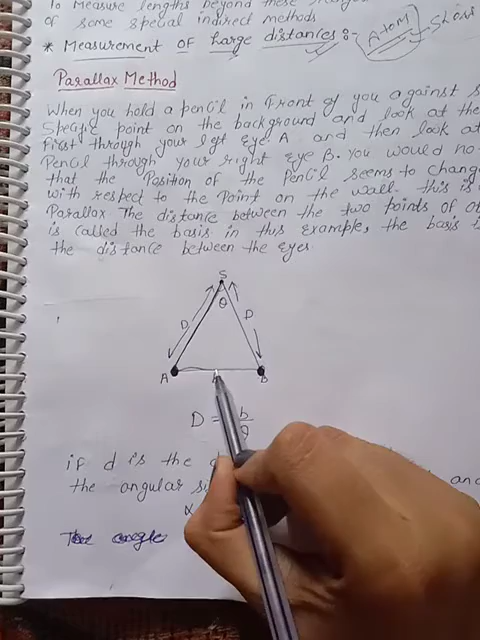 To measure lengths beyond these
of some special indirect methods
* Measurement of Large distances :-
Atom
Parallax Method
When you hold a pencil in Front of you against s
Specific point on the background and look at the
First through your left Eye A and then look at
Pencil through your right Eye B. You would no
that the Position of the Pencil seems to chang
with respect to the Point on the wall. this is
Parallax The distance between the two points of o
is called the basis. in this Example, the basis i
the distance between the Eyes.
S
θ
D D
A B
D = b/θ
if d is the
and
the angular si
α